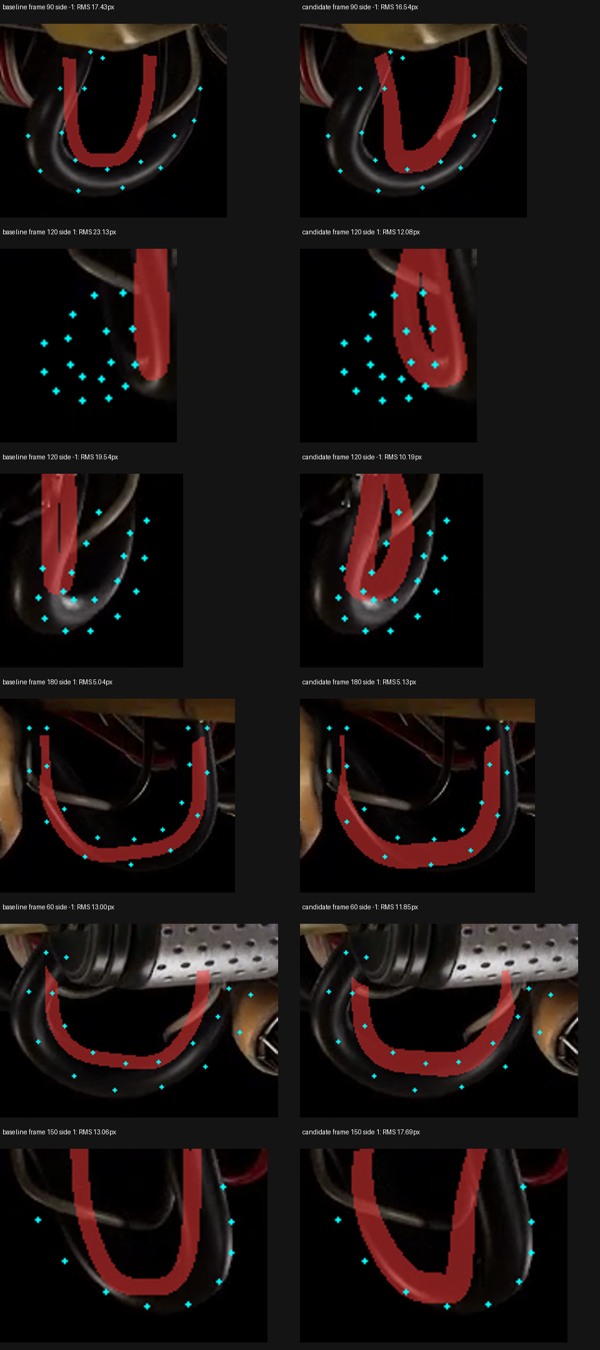 baseline frame 90 side -1: RMS 17.43px
candidate frame 90 side -1: RMS 16.54px
baseline frame 120 side -1: RMS 23.13px
candidate frame 120 side -1: RMS 12.08px
baseline frame 120 side -1: RMS 19.54px
candidate frame 120 side -1: RMS 10.19px
baseline frame 180 side 1: RMS 5.04px
candidate frame 180 side 1: RMS 5.13px
baseline frame 60 side -1: RMS 13.00px
candidate frame 60 side -1: RMS 11.85px
baseline frame 150 side 1: RMS 13.06px
candidate frame 150 side 1: RMS 17.69px